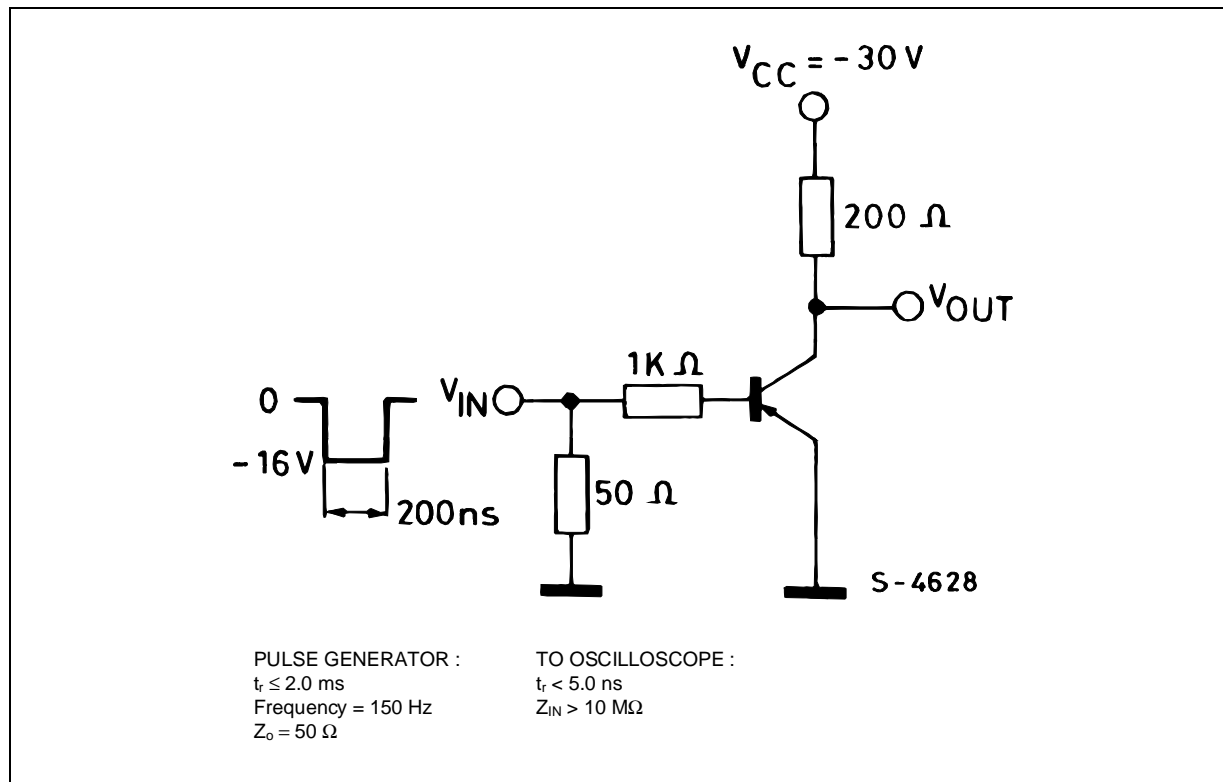 VCC = -30 V
200 Ω
VOUT
1K Ω
VIN
0
-16V
200ns
50 Ω
S-4628
PULSE GENERATOR :
tr ≤ 2.0 ms
Frequency = 150 Hz
Zo = 50 Ω
TO OSCILLOSCOPE :
tr < 5.0 ns
ZIN > 10 MΩ